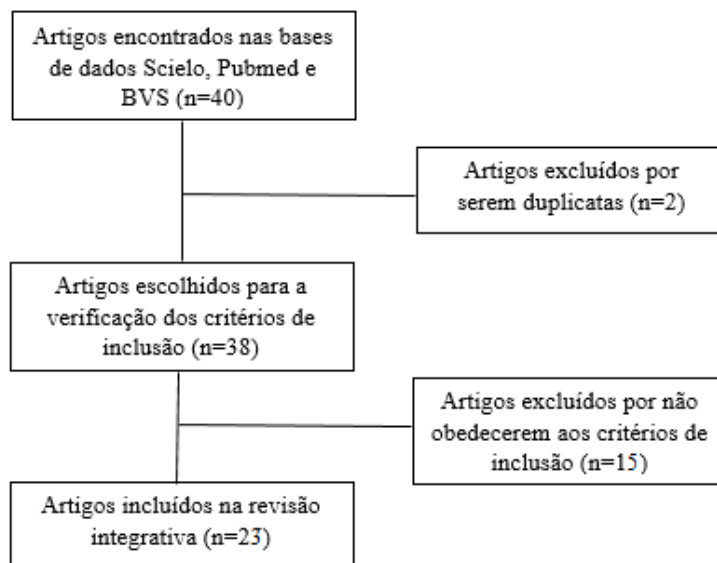 Artigos encontrados nas bases
de dados Scielo, Pubmed e
BVS (n=40)
Artigos excluídos por
serem duplicatas (n=2)
Artigos escolhidos para a
verificação dos critérios de
inclusão (n=38)
Artigos excluídos por não
obedecerem aos critérios de
inclusão (n=15)
Artigos incluídos na revisão
integrativa (n=23)